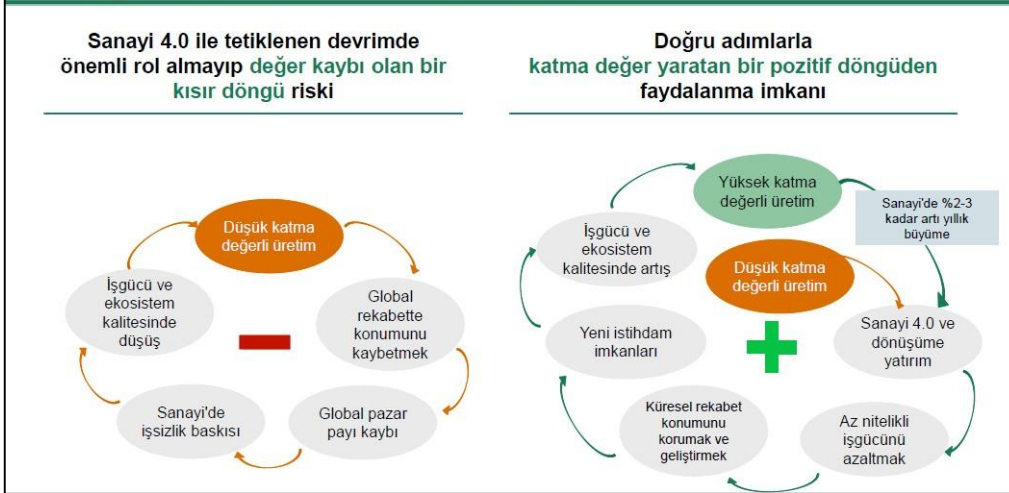 Sanayi 4.0 ile tetiklenen devrimde
önemli rol almayıp değer kaybı olan bir
kısır döngü riski
Düşük katma
değerli üretim
Global
rekabette
konumunu
kaybetmek
Global pazar
payı kaybı
Sanayi'de
işsizlik baskısı
İşgücü ve
ekosistem
kalitesinde
düşüş
Doğru adımlarla
katma değer yaratan bir pozitif döngüden
faydalanma imkanı
Yüksek katma
değerli üretim
Sanayi'de %2-3
kadar artı yıllık
büyüme
Düşük katma
değerli üretim
Sanayi 4.0 ve
dönüşüme
yatırım
Az nitelikli
işgücünü
azaltmak
Küresel rekabet
konumunu
korumak ve
geliştirmek
Yeni istihdam
imkanları
İşgücü ve
ekosistem
kalitesinde artış